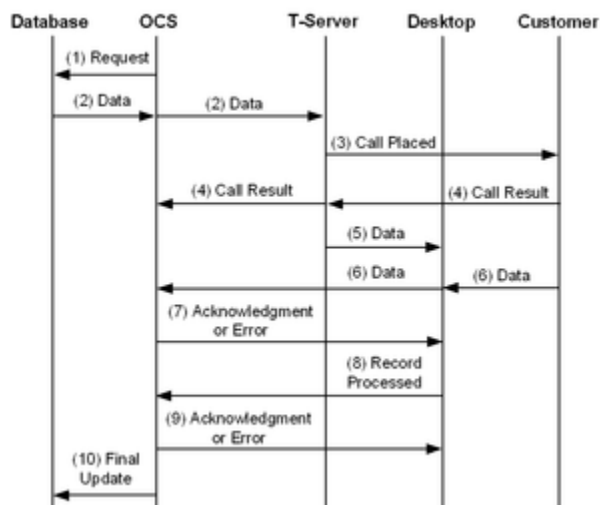 Database OCS T-Server Desktop Customer
(1) Request
(2) Data (2) Data
(3) Call Placed
(4) Call Result (4) Call Result
(5) Data
(6) Data (6) Data
(7) Acknowledgment
or Error
(8) Record
Processed
(9) Acknowledgment
or Error
(10) Final
Update